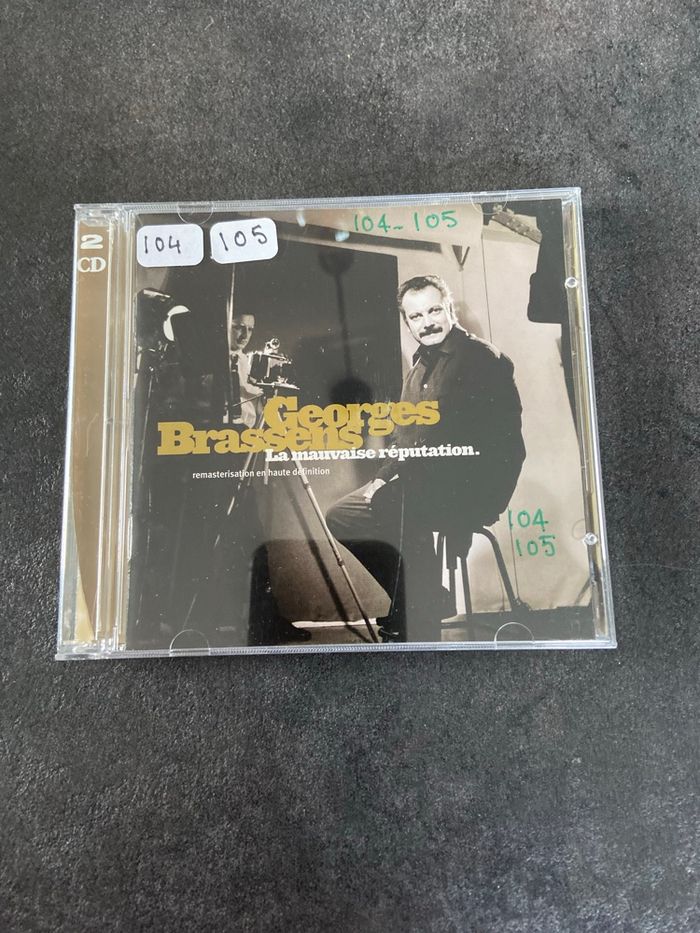 2
CD
104
105
104-105
Georges
Brassens
La mauvaise réputation.
remasterisation en haute définition
104
105